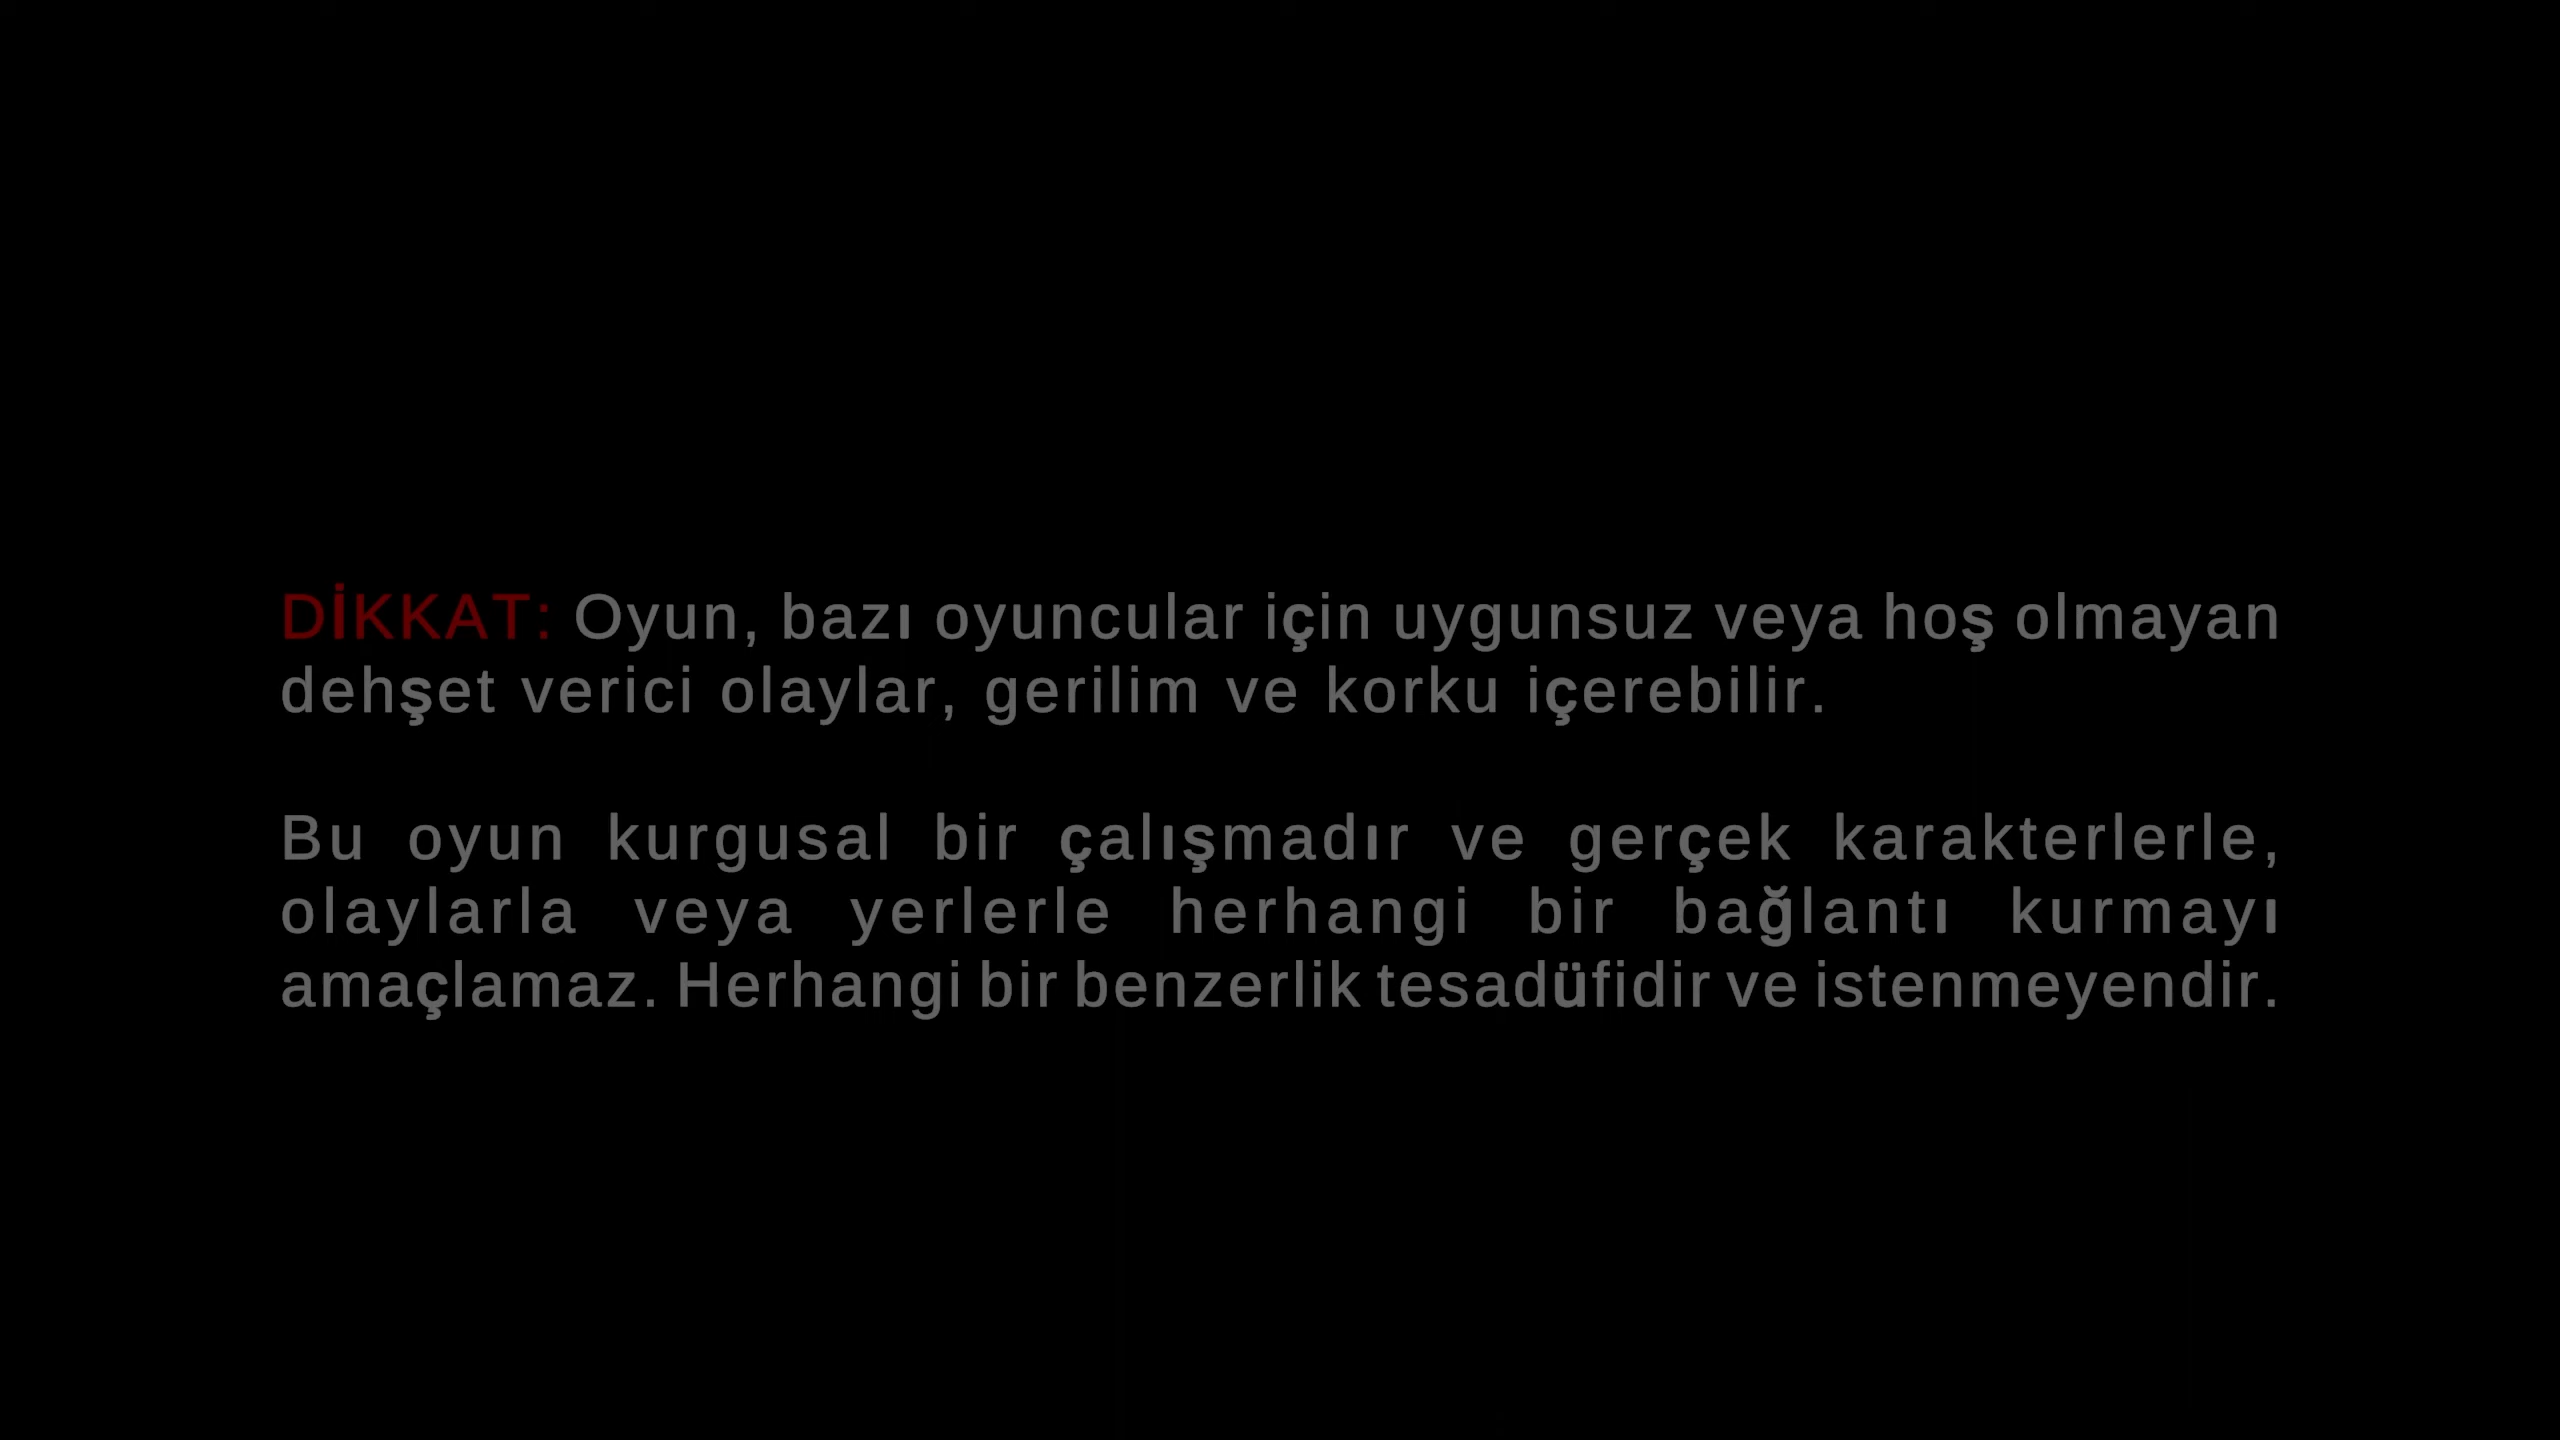 DİKKAT: Oyun, bazı oyuncular için uygunsuz veya hoş olmayan
dehşet verici olaylar, gerilim ve korku içerebilir.
Bu oyun kurgusal bir çalışmadır ve gerçek karakterlerle,
olaylarla veya yerlerle herhangi bir bağlantı kurmayı
amaçlamaz. Herhangi bir benzerlik tesadüfidir ve istenmeyendir.